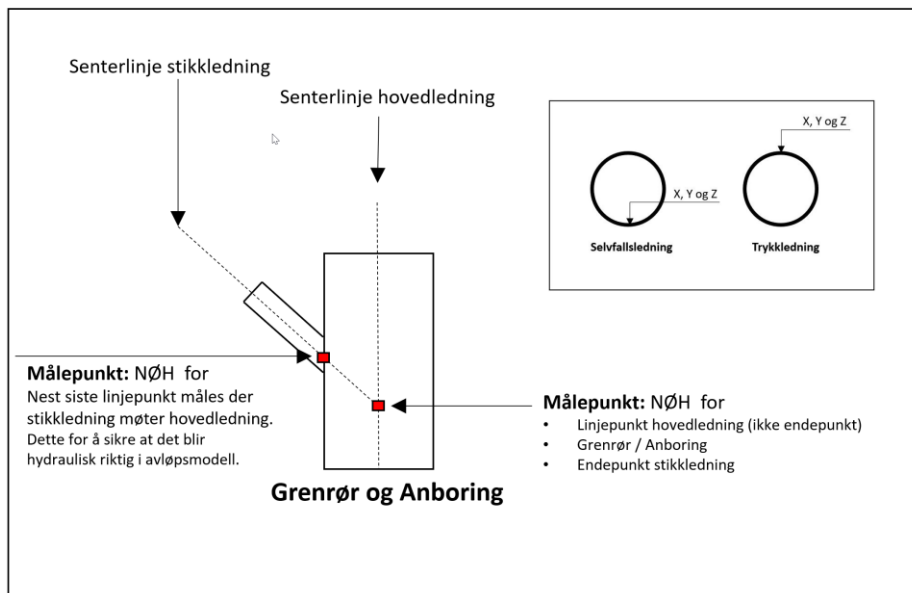 Senterlinje stikkledning
Senterlinje hovedledning
X, Y og Z
X, Y og Z
Selvfallsledning
Trykkledning
Målepunkt: NØH for
Nest siste linjepunkt måles der
stikkledning møter hovedledning.
Dette for å sikre at det blir
hydraulisk riktig i avløpsmodell.
Målepunkt: NØH for
• Linjepunkt hovedledning (ikke endepunkt)
• Grenrør / Anboring
• Endepunkt stikkledning
Grenrør og Anboring